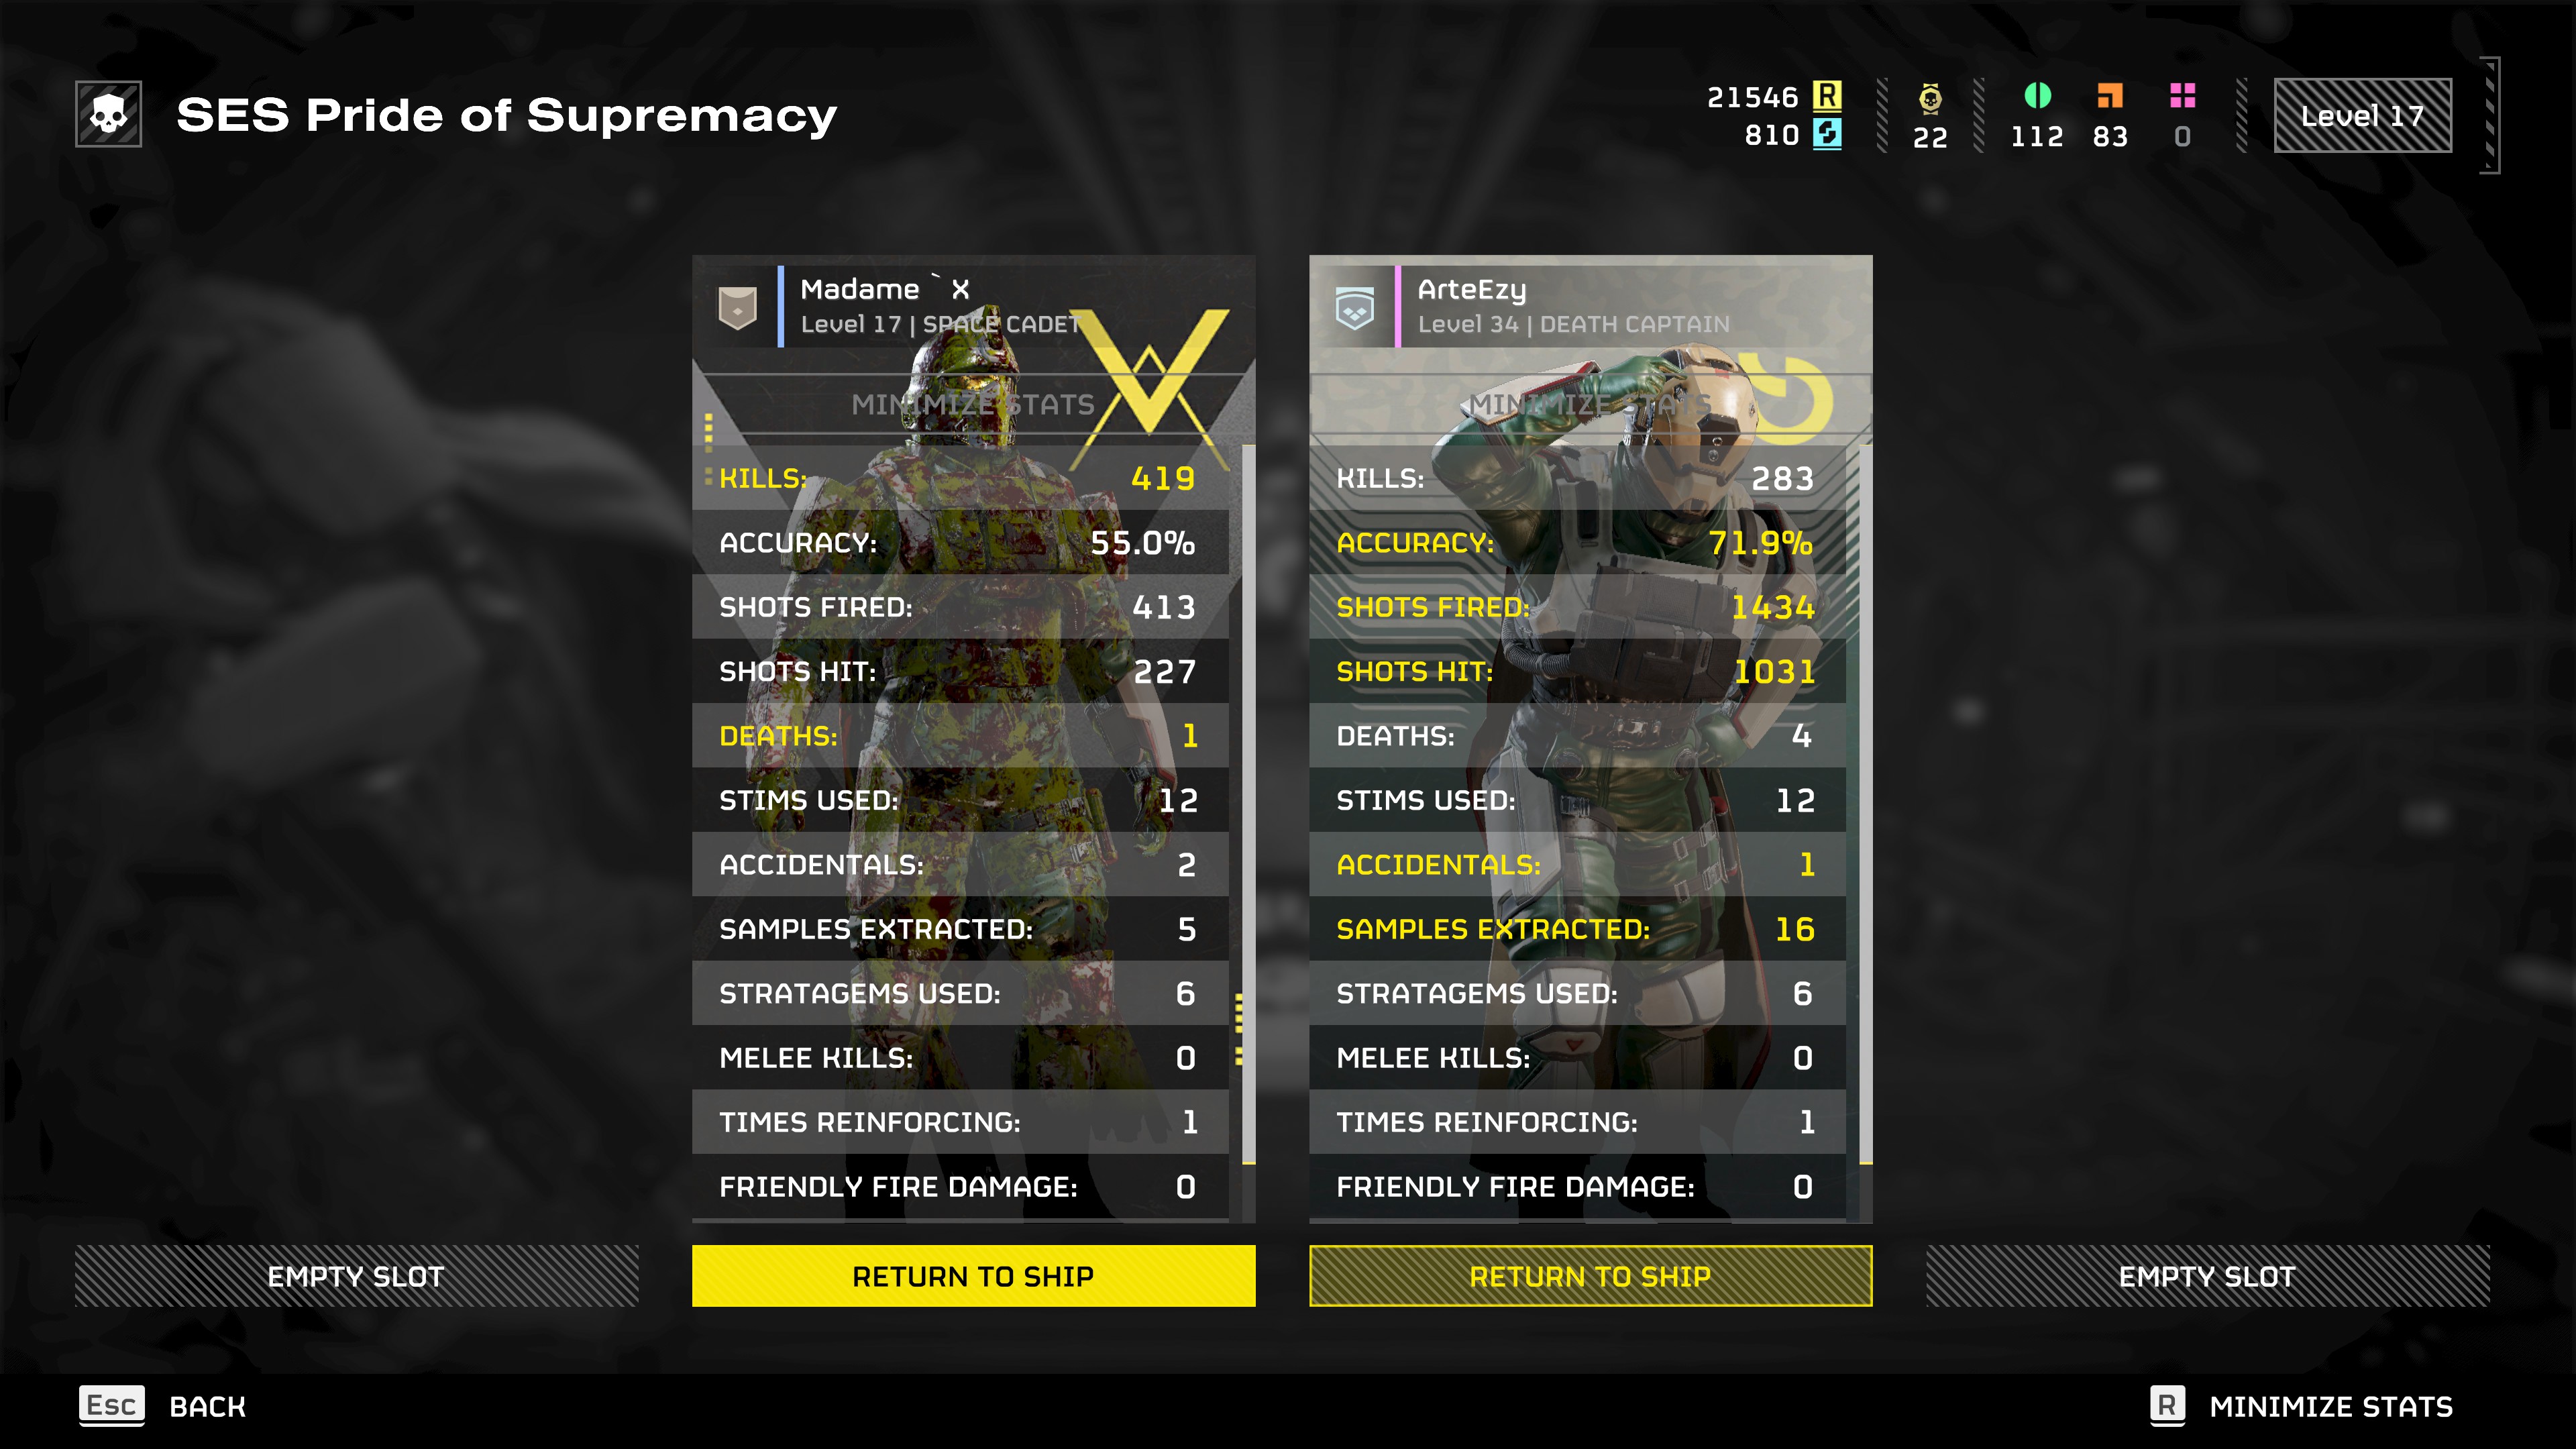 SES Pride of Supremacy
21546 R
810 S
22
112 83 0
Level 17
Madame ` X
Level 17 | SPACE CADET
MINIMIZE STATS
KILLS: 419
ACCURACY: 55.0%
SHOTS FIRED: 413
SHOTS HIT: 227
DEATHS: 1
STIMS USED: 12
ACCIDENTALS: 2
SAMPLES EXTRACTED: 5
STRATAGEMS USED: 6
MELEE KILLS: 0
TIMES REINFORCING: 1
FRIENDLY FIRE DAMAGE: 0
ArteEzy
Level 34 | DEATH CAPTAIN
MINIMIZE STATS
KILLS: 283
ACCURACY: 71.9%
SHOTS FIRED: 1434
SHOTS HIT: 1031
DEATHS: 4
STIMS USED: 12
ACCIDENTALS: 1
SAMPLES EXTRACTED: 16
STRATAGEMS USED: 6
MELEE KILLS: 0
TIMES REINFORCING: 1
FRIENDLY FIRE DAMAGE: 0
EMPTY SLOT
RETURN TO SHIP
RETURN TO SHIP
EMPTY SLOT
Esc BACK
R MINIMIZE STATS